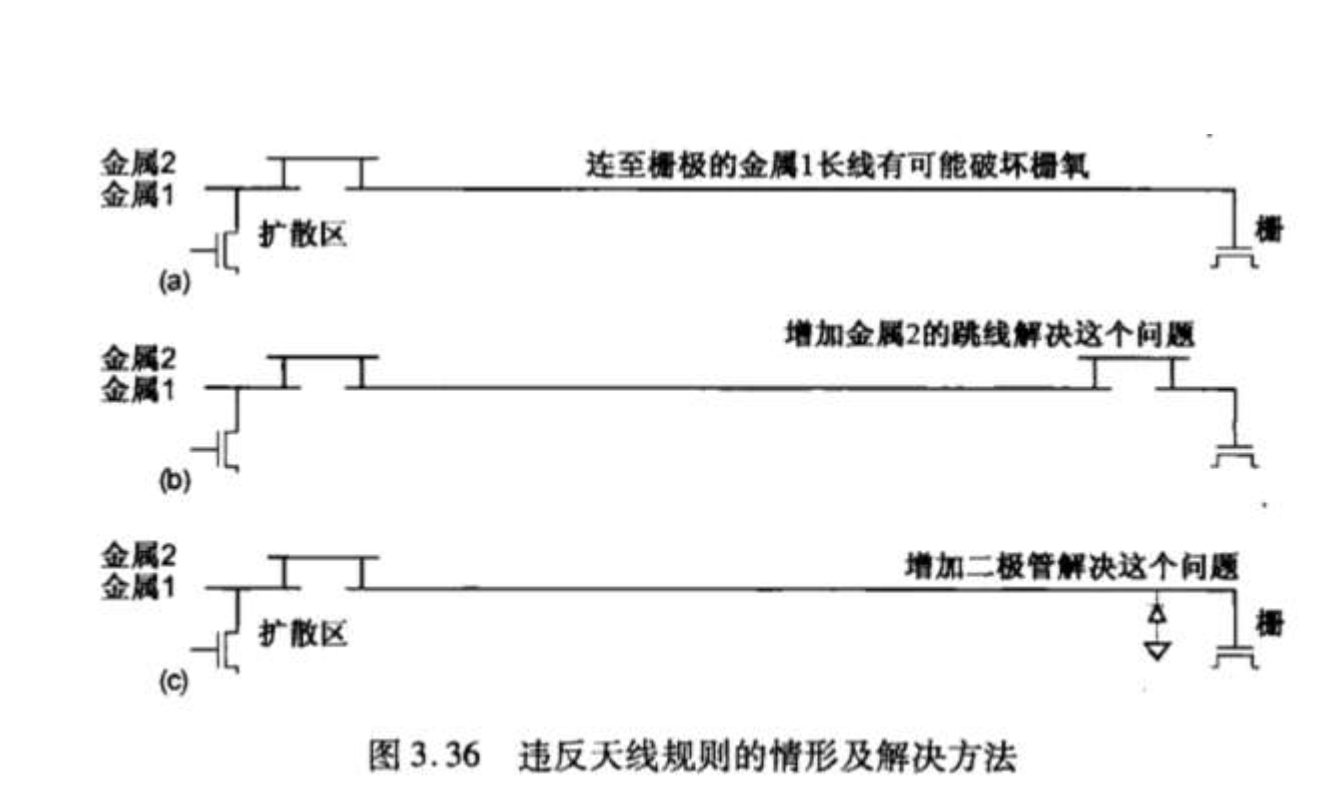 金属2
连至栅极的金属1长线有可能破坏栅氧
金属1
扩散区
栅
(a)
增加金属2的跳线解决这个问题
金属2
金属1
(b)
金属2
增加二极管解决这个问题
金属1
扩散区
栅
(c)
图 3.36 违反天线规则的情形及解决方法